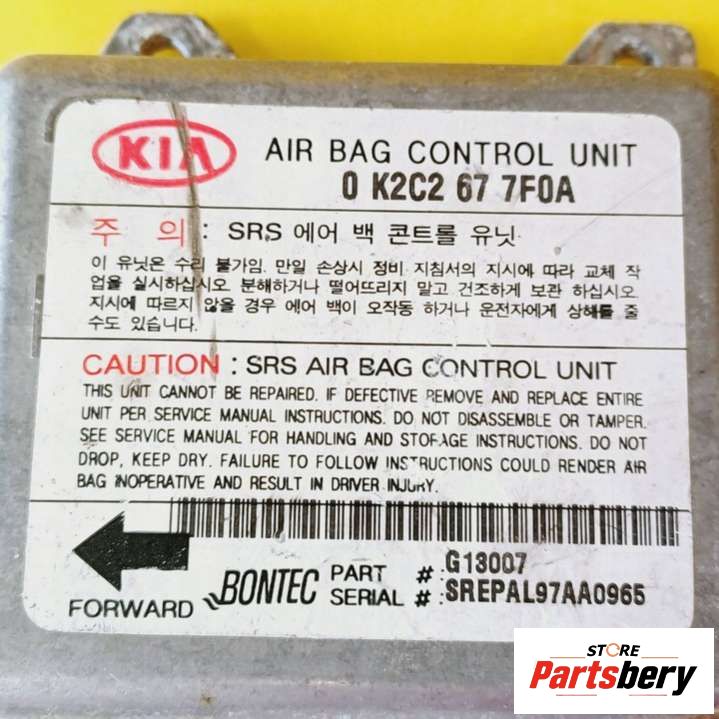 KIA
AIR BAG CONTROL UNIT
0 K2C2 67 7F0A
주 의 : SRS 에어 백 콘트롤 유닛
이 유닛은 수리 불가임. 만일 손상시 정비 지침서의 지시에 따라 교체 작
업을 실시하십시오. 분해하거나 떨어뜨리지 말고 건조하게 보관 하십시오.
지시에 따르지 않을 경우 에어 백이 오작동 하거나 운전자에게 상해를 줄
수도 있습니다.
CAUTION : SRS AIR BAG CONTROL UNIT
THIS UNIT CANNOT BE REPAIRED. IF DEFECTIVE REMOVE AND REPLACE ENTIRE
UNIT PER SERVICE MANUAL INSTRUCTIONS. DO NOT DISASSEMBLE OR TAMPER.
SEE SERVICE MANUAL FOR HANDLING AND STORAGE INSTRUCTIONS. DO NOT
DROP, KEEP DRY. FAILURE TO FOLLOW INSTRUCTIONS COULD RENDER AIR
BAG INOPERATIVE AND RESULT IN DRIVER INJURY.
FORWARD
BONTEC
PART # : G13007
SERIAL # : SREPAL97AA0965
STORE
Partsbery